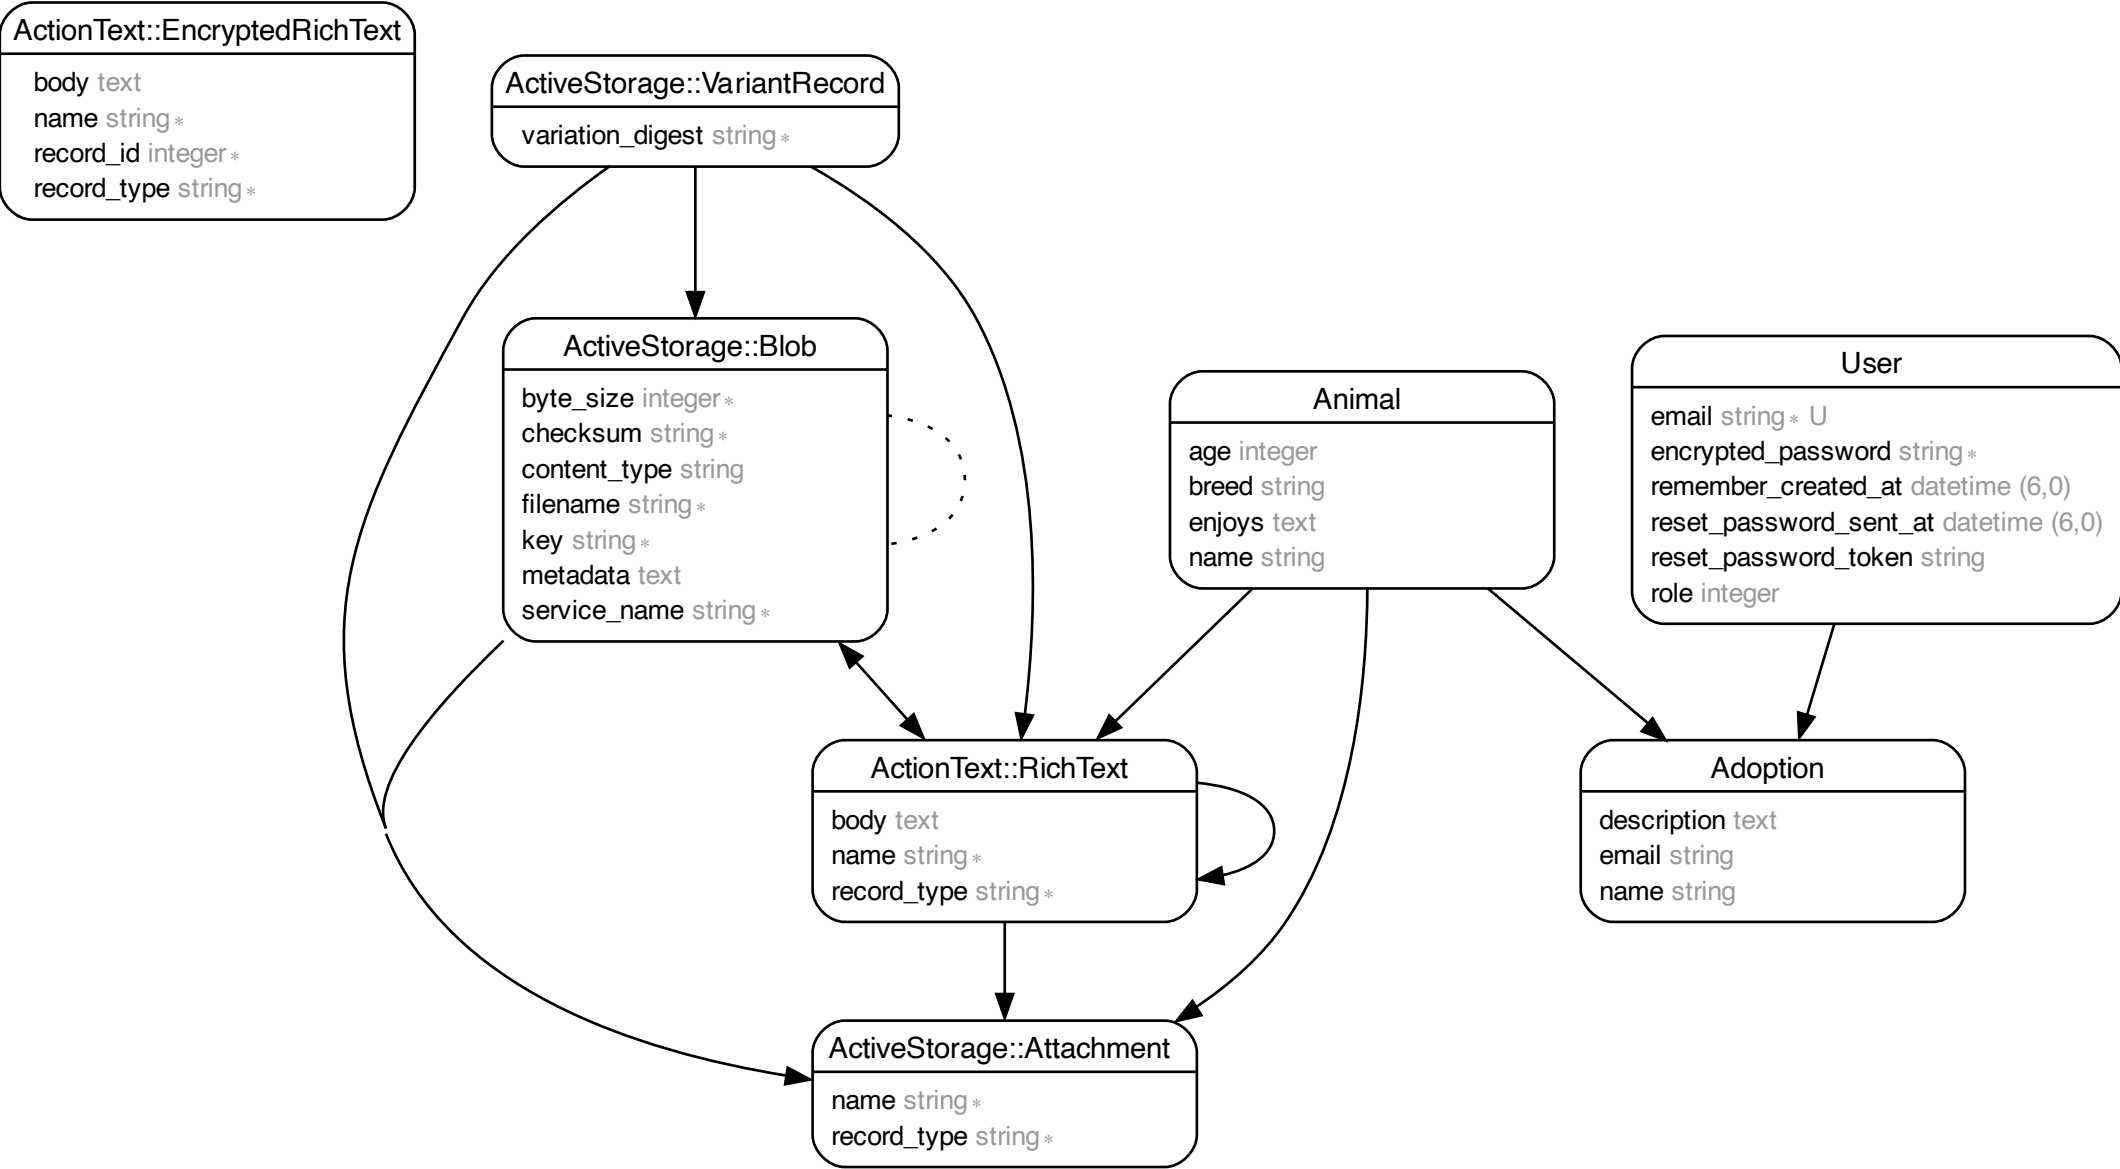 ActionText::EncryptedRichText
body text
name string *
record_id integer *
record_type string *
ActiveStorage::VariantRecord
variation_digest string *
ActiveStorage::Blob
byte_size integer *
checksum string *
content_type string
filename string *
key string *
metadata text
service_name string *
Animal
age integer
breed string
enjoys text
name string
User
email string * U
encrypted_password string *
remember_created_at datetime (6,0)
reset_password_sent_at datetime (6,0)
reset_password_token string
role integer
ActionText::RichText
body text
name string *
record_type string *
Adoption
description text
email string
name string
ActiveStorage::Attachment
name string *
record_type string *